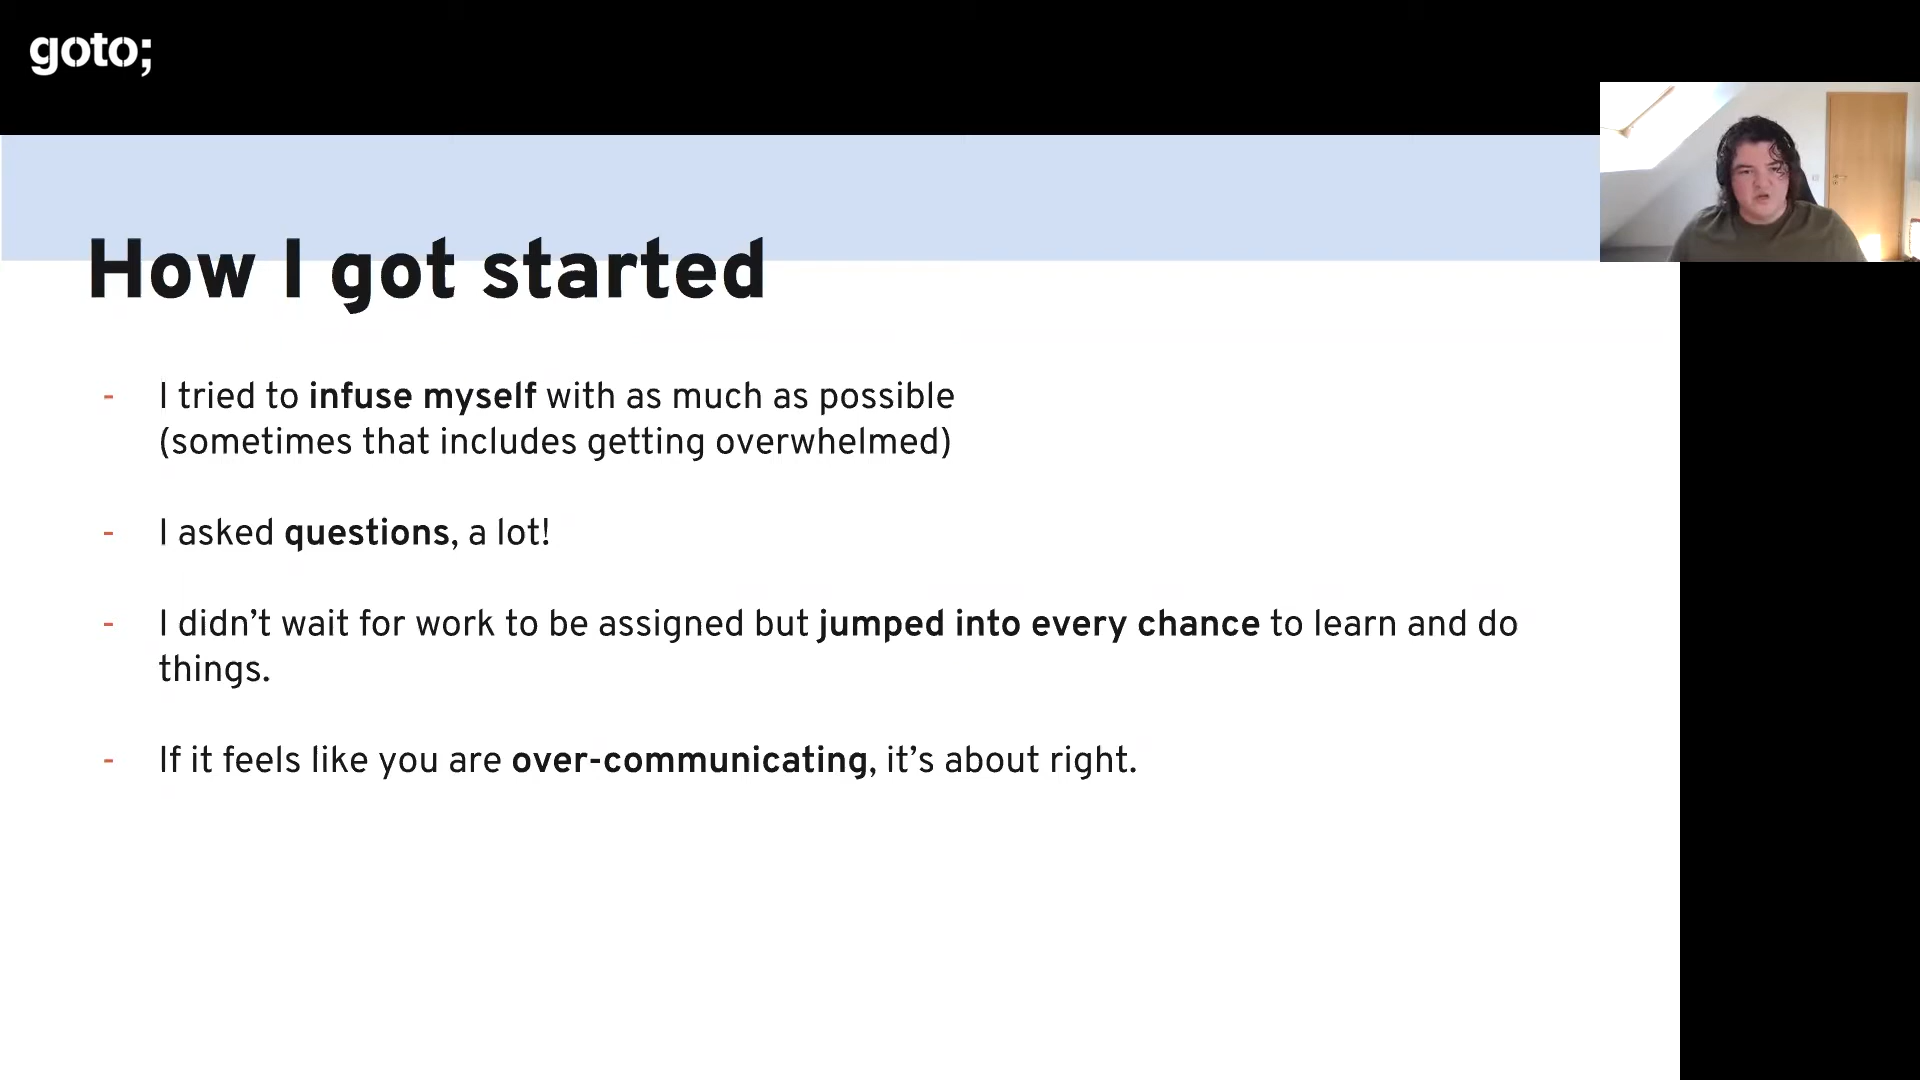 goto;
How I got started
- I tried to infuse myself with as much as possible
(sometimes that includes getting overwhelmed)
- I asked questions, a lot!
- I didn’t wait for work to be assigned but jumped into every chance to learn and do
things.
- If it feels like you are over-communicating, it’s about right.